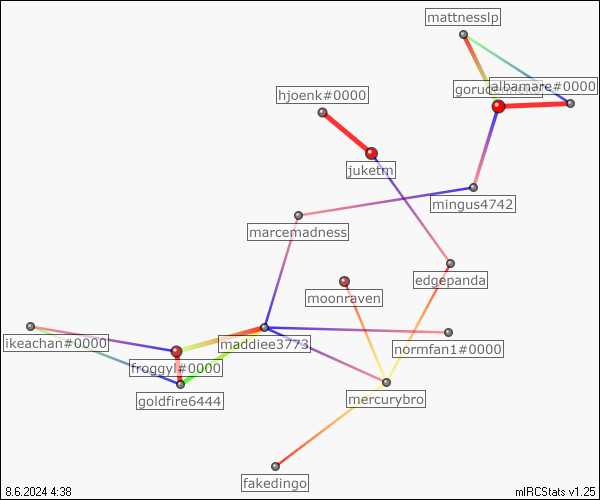 mattnesslp
albamare#0000
hjoenk#0000
juketm
mingus4742
marcemadness
edgepanda
moonraven
ikeachan#0000
maddiee3773
normfan1#0000
froggyl#0000
goldfire6444
mercurybro
fakedingo
8.6.2024 4:38
mIRCStats v1.25